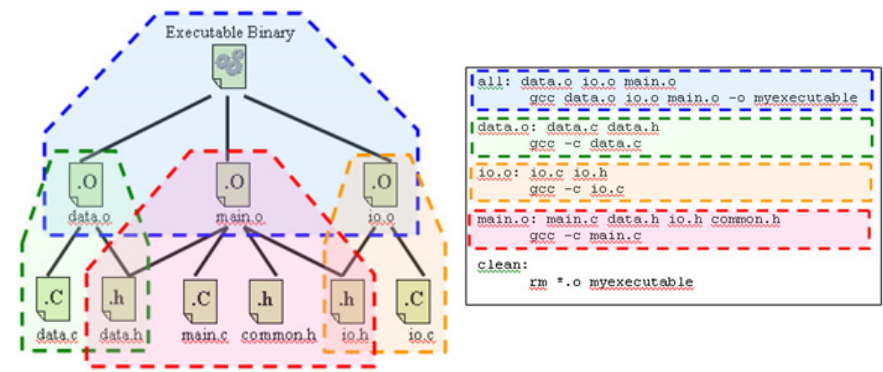 Executable Binary
.O .O .O
data.o main.o io.o
.C .h .C .h .h .C
data.c data.h main.c common.h io.h io.c
all: data.o io.o main.o
gcc data.o io.o main.o -o myexecutable
data.o: data.c data.h
gcc -c data.c
io.o: io.c io.h
gcc -c io.c
main.o: main.c data.h io.h common.h
gcc -c main.c
clean:
rm *.o myexecutable